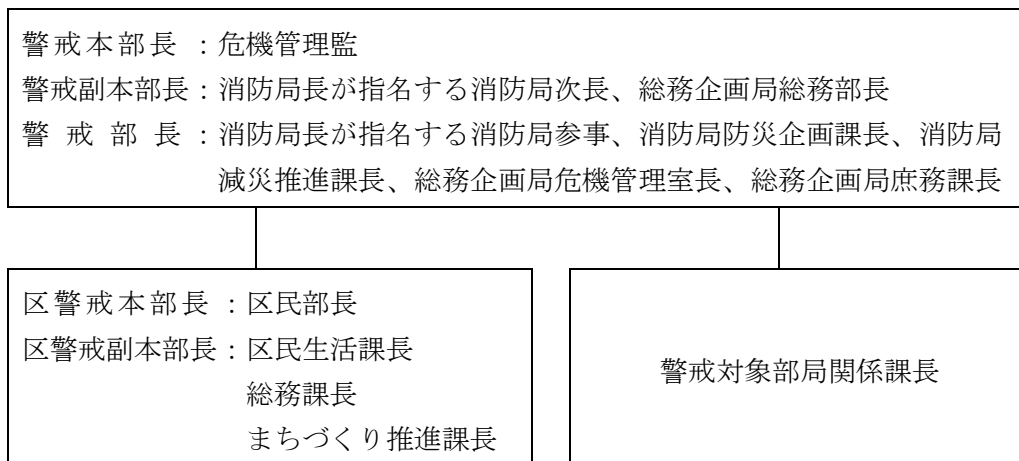 警戒本部長：危機管理監
警戒副本部長：消防局長が指名する消防局次長、総務企画局総務部長
警戒部長：消防局長が指名する消防局参事、消防局防災企画課長、消防局
減災推進課長、総務企画局危機管理室長、総務企画局庶務課長
区警戒本部長：区民部長
区警戒副本部長：区民生活課長
総務課長
まちづくり推進課長
警戒対象部局関係課長